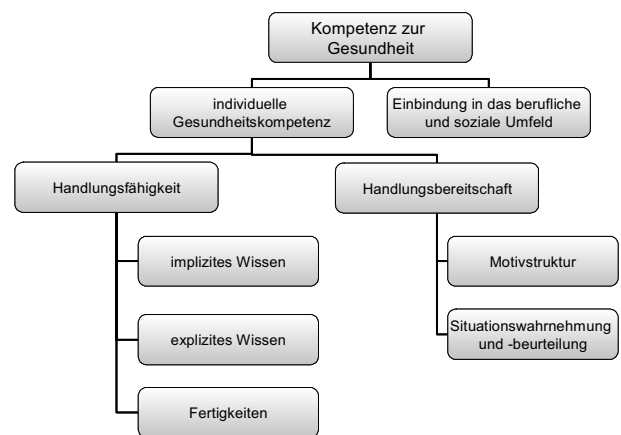 Kompetenz zur
Gesundheit
individuelle
Gesundheitskompetenz
Einbindung in das berufliche
und soziale Umfeld
Handlungsfähigkeit
Handlungsbereitschaft
implizites Wissen
Motivstruktur
explizites Wissen
Situationswahrnehmung
und -beurteilung
Fertigkeiten